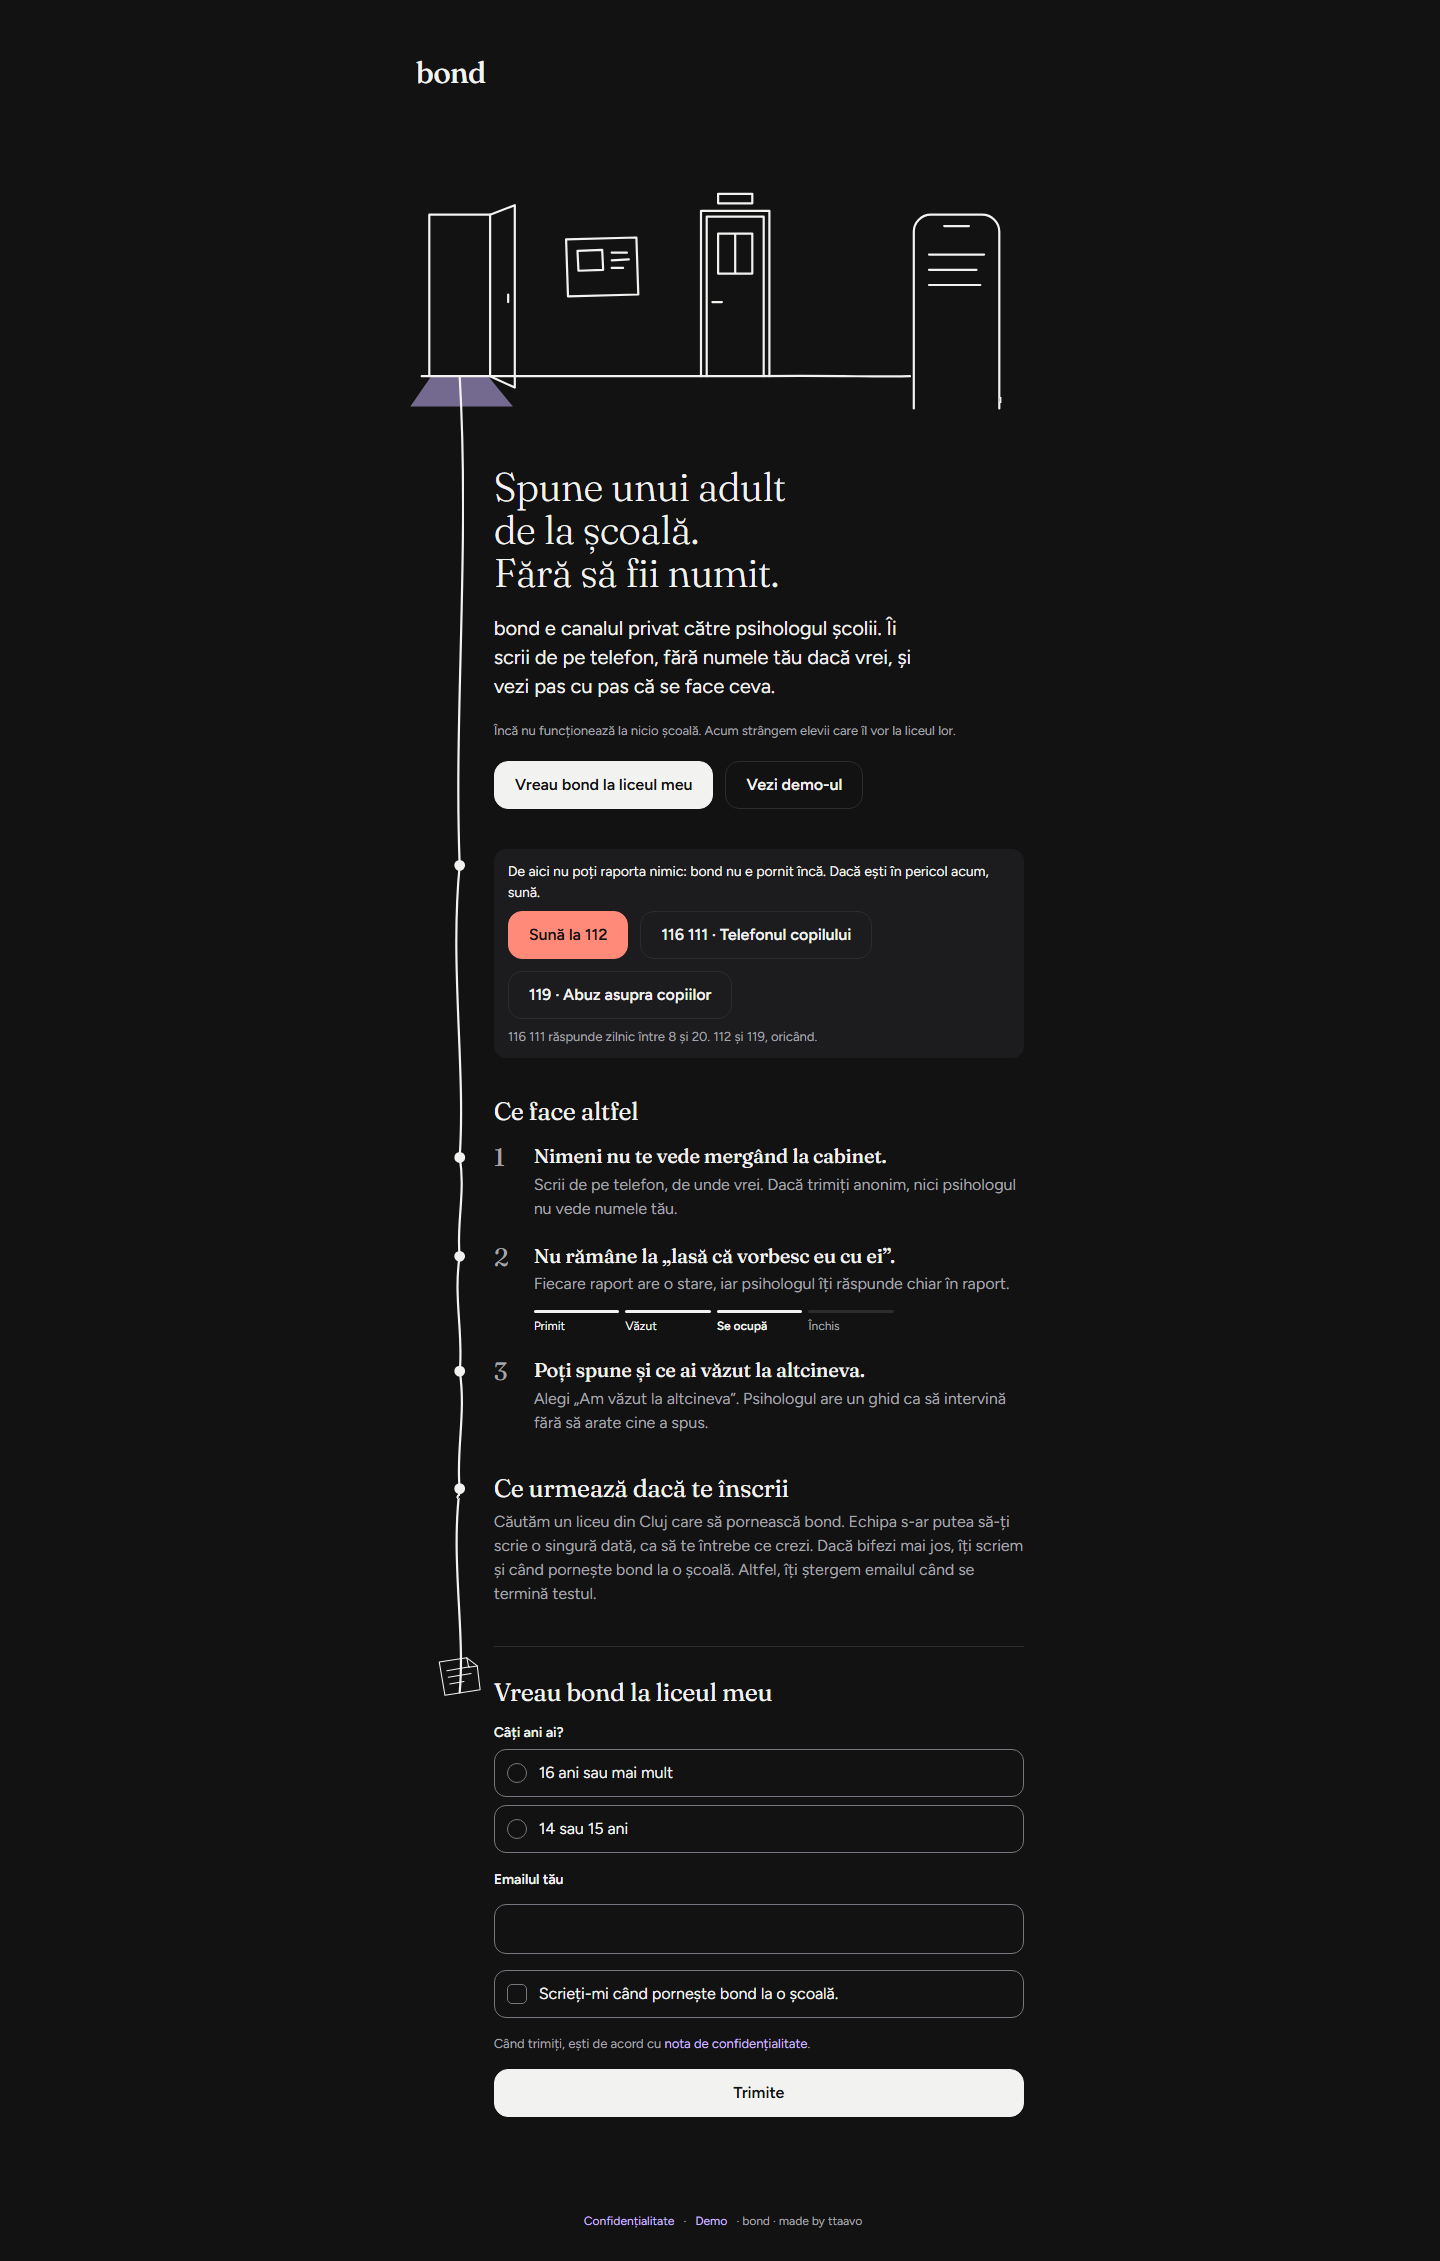 bond
Spune unui adult
de la școală.
Fără să fii numit.
bond e canalul privat către psihologul școlii. Îi
scrii de pe telefon, fără numele tău dacă vrei, și
vezi pas cu pas că se face ceva.
Încă nu funcționează la nicio școală. Acum strângem elevii care îl vor la liceul lor.
Vreau bond la liceul meu
Vezi demo-ul
De aici nu poți raporta nimic: bond nu e pornit încă. Dacă ești în pericol acum,
sună.
Sună la 112
116 111 · Telefonul copilului
119 · Abuz asupra copiilor
116 111 răspunde zilnic între 8 și 20. 112 și 119, oricând.
Ce face altfel
1 Nimeni nu te vede mergând la cabinet.
Scrii de pe telefon, de unde vrei. Dacă trimiți anonim, nici psihologul
nu vede numele tău.
2 Nu rămâne la „lasă că vorbesc eu cu ei”.
Fiecare raport are o stare, iar psihologul îți răspunde chiar în raport.
Primit Văzut Se ocupă Închis
3 Poți spune și ce ai văzut la altcineva.
Alegi „Am văzut la altcineva”. Psihologul are un ghid ca să intervină
fără să arate cine a spus.
Ce urmează dacă te înscrii
Căutăm un liceu din Cluj care să pornească bond. Echipa s-ar putea să-ți
scrie o singură dată, ca să te întrebe ce crezi. Dacă bifezi mai jos, îți scriem
și când pornește bond la o școală. Altfel, îți ștergem emailul când se
termină testul.
Vreau bond la liceul meu
Câți ani ai?
16 ani sau mai mult
14 sau 15 ani
Emailul tău
Scrieți-mi când pornește bond la o școală.
Când trimiți, ești de acord cu nota de confidențialitate.
Trimite
Confidențialitate · Demo · bond · made by ttaavo